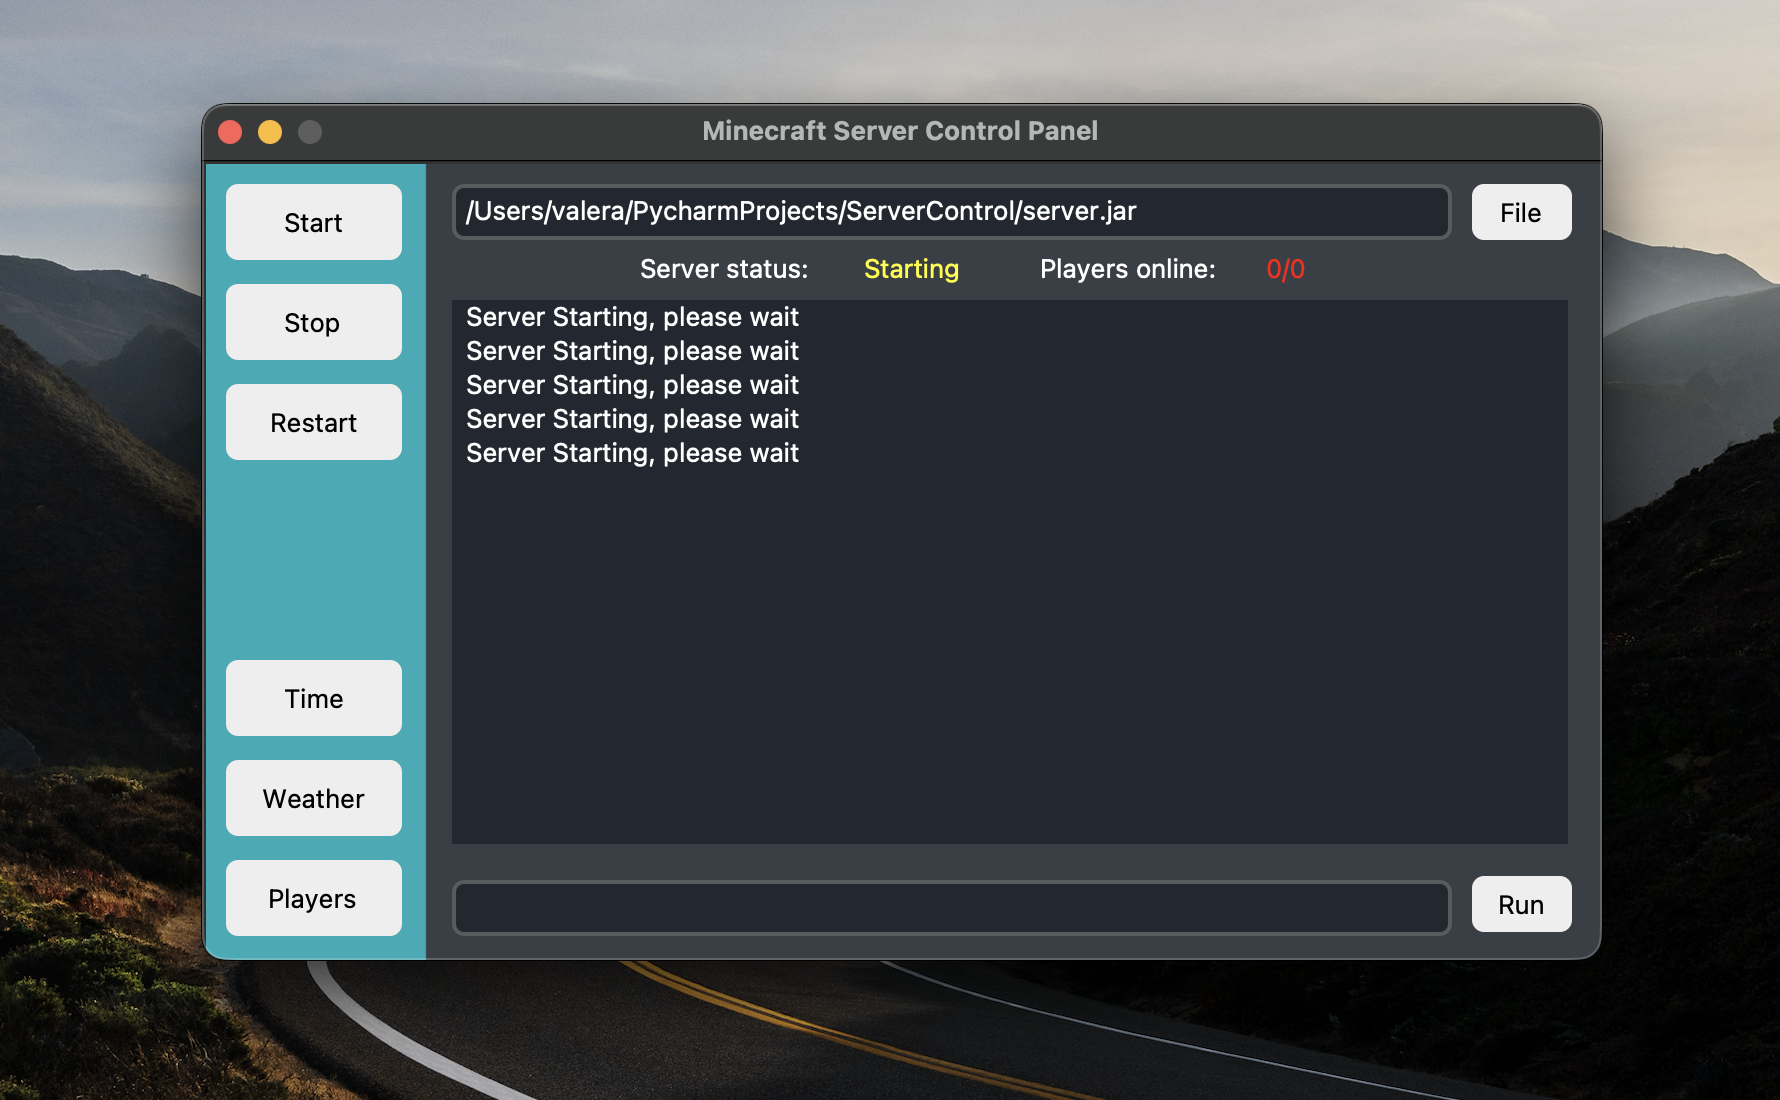 Minecraft Server Control Panel
Start
Stop
Restart
Time
Weather
Players
/Users/valera/PycharmProjects/ServerControl/server.jar
File
Server status: Starting Players online: 0/0
Server Starting, please wait
Server Starting, please wait
Server Starting, please wait
Server Starting, please wait
Server Starting, please wait
Run